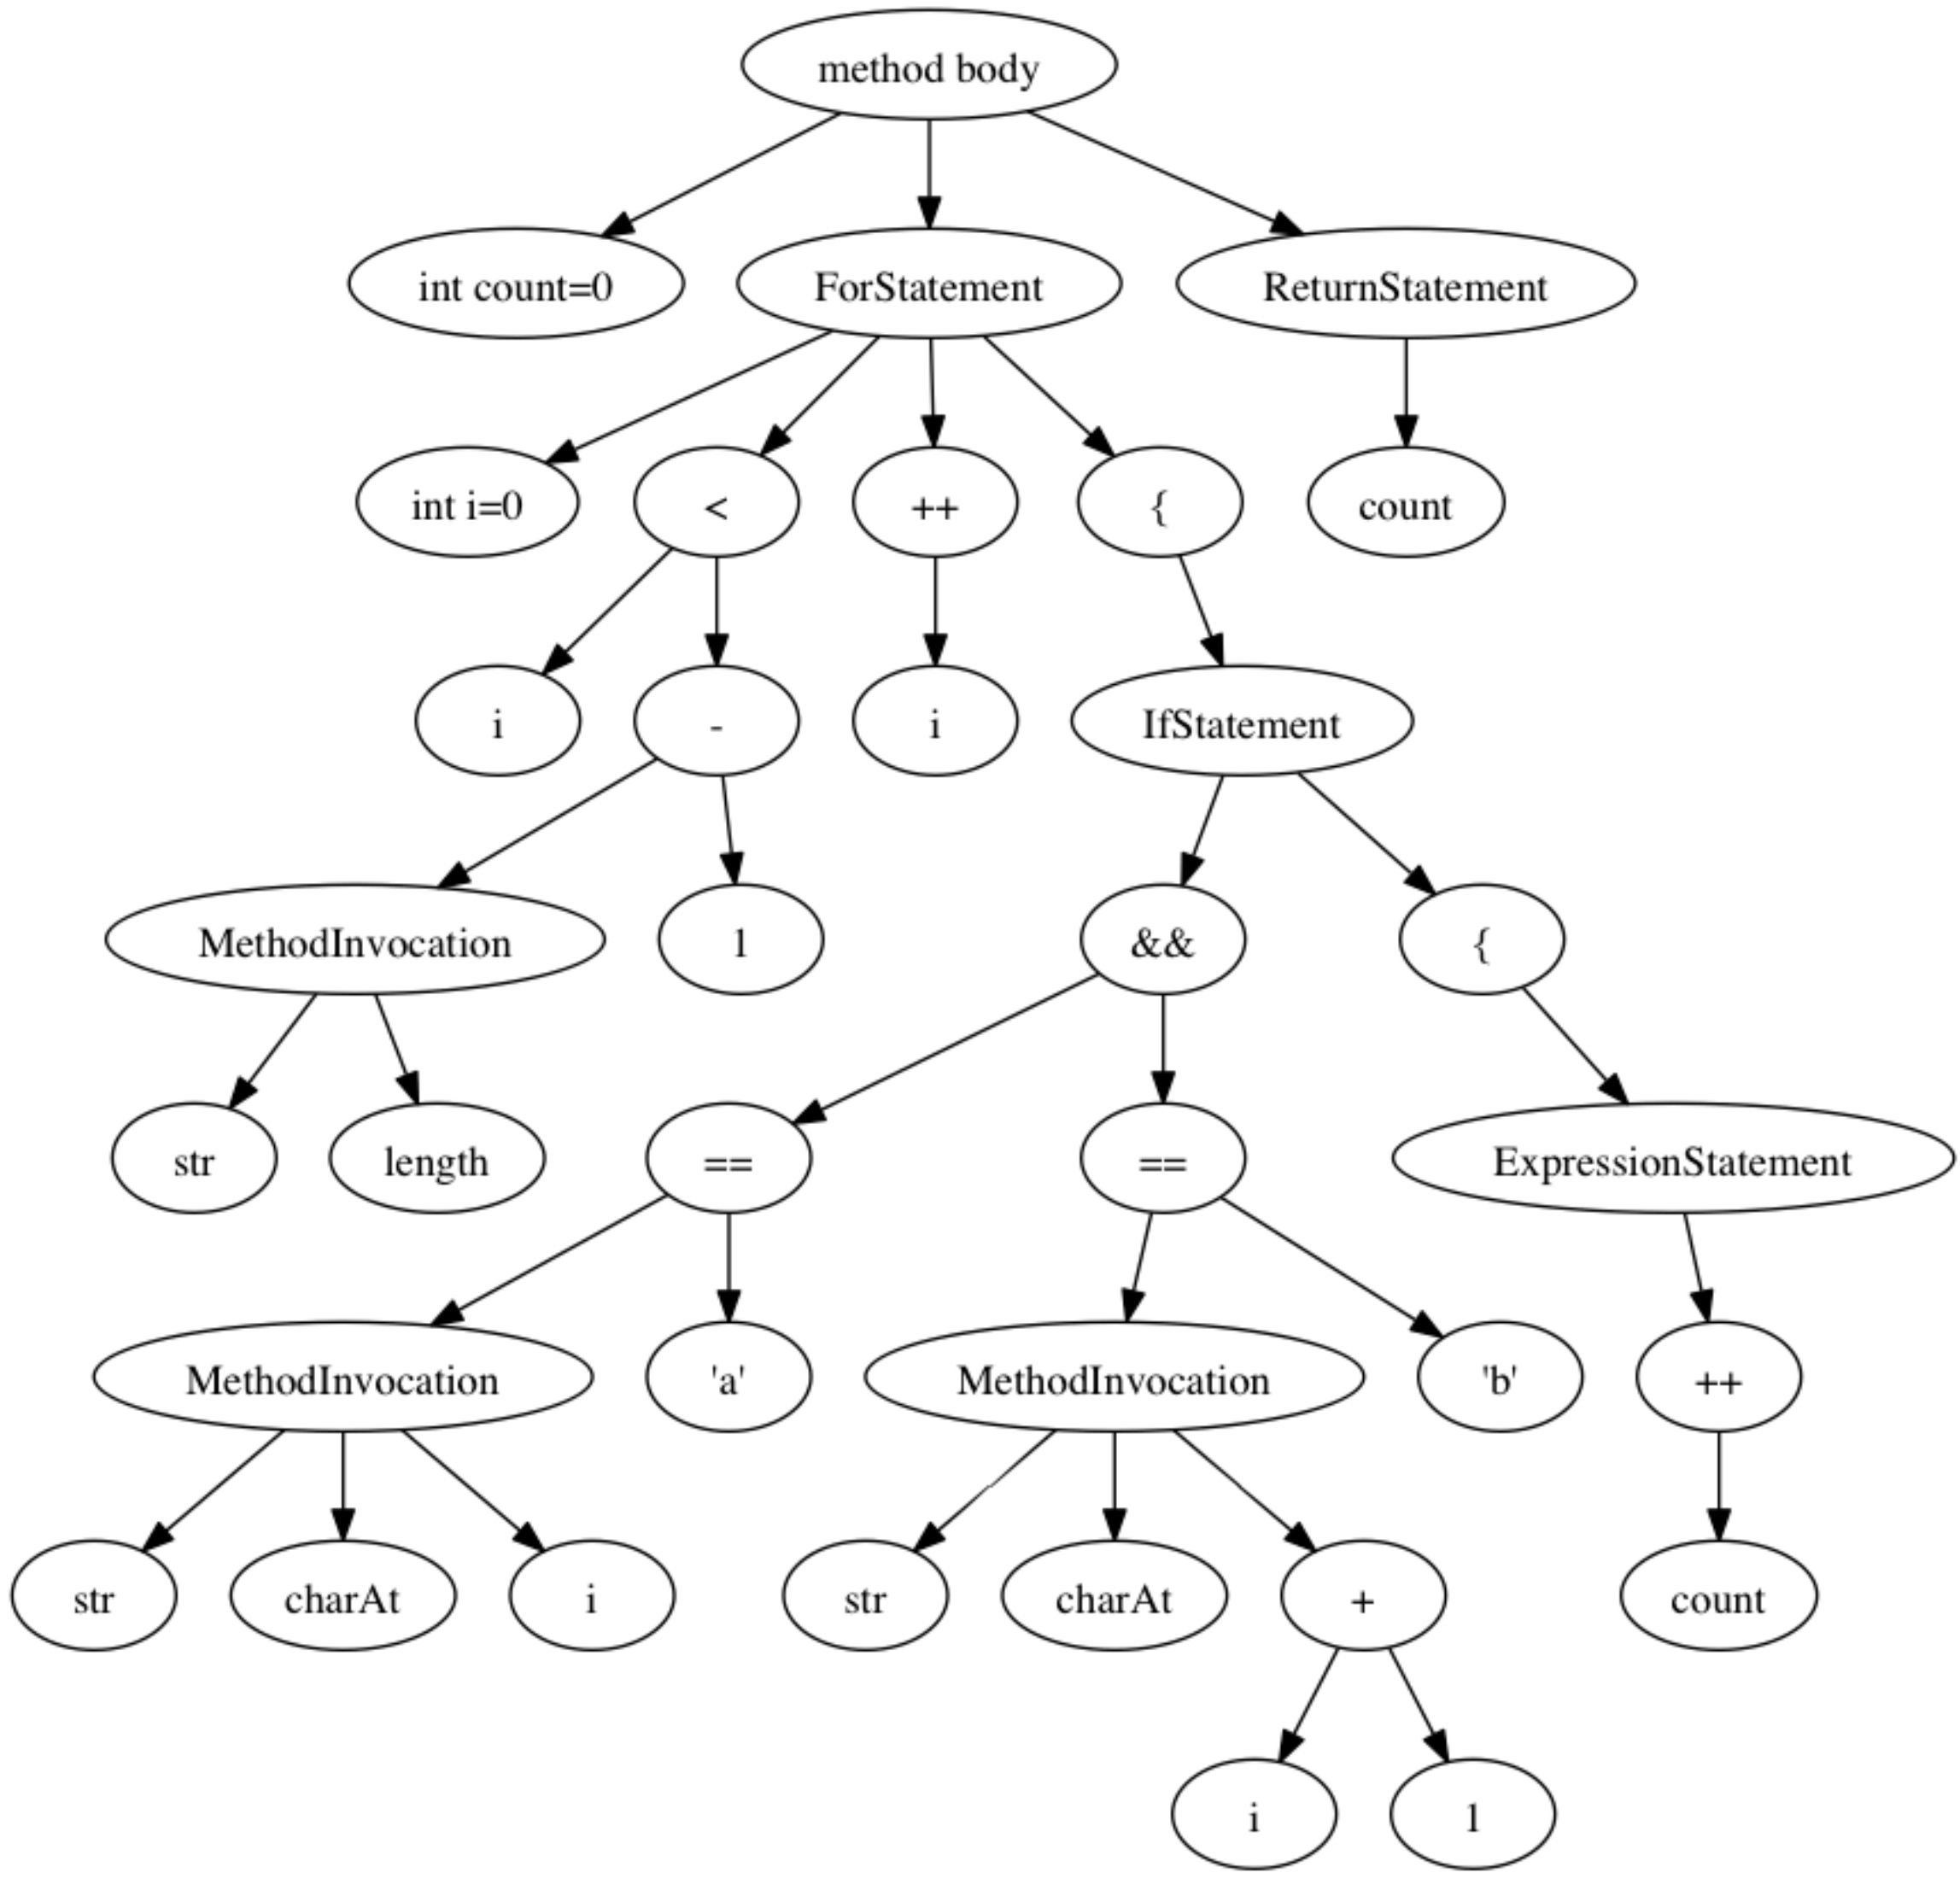 method body
int count=0
ForStatement
ReturnStatement
int i=0
<
++
{
count
i
-
i
IfStatement
MethodInvocation
1
&&
{
str
length
==
==
ExpressionStatement
MethodInvocation
'a'
MethodInvocation
'b'
++
str
charAt
i
str
charAt
+
count
i
1